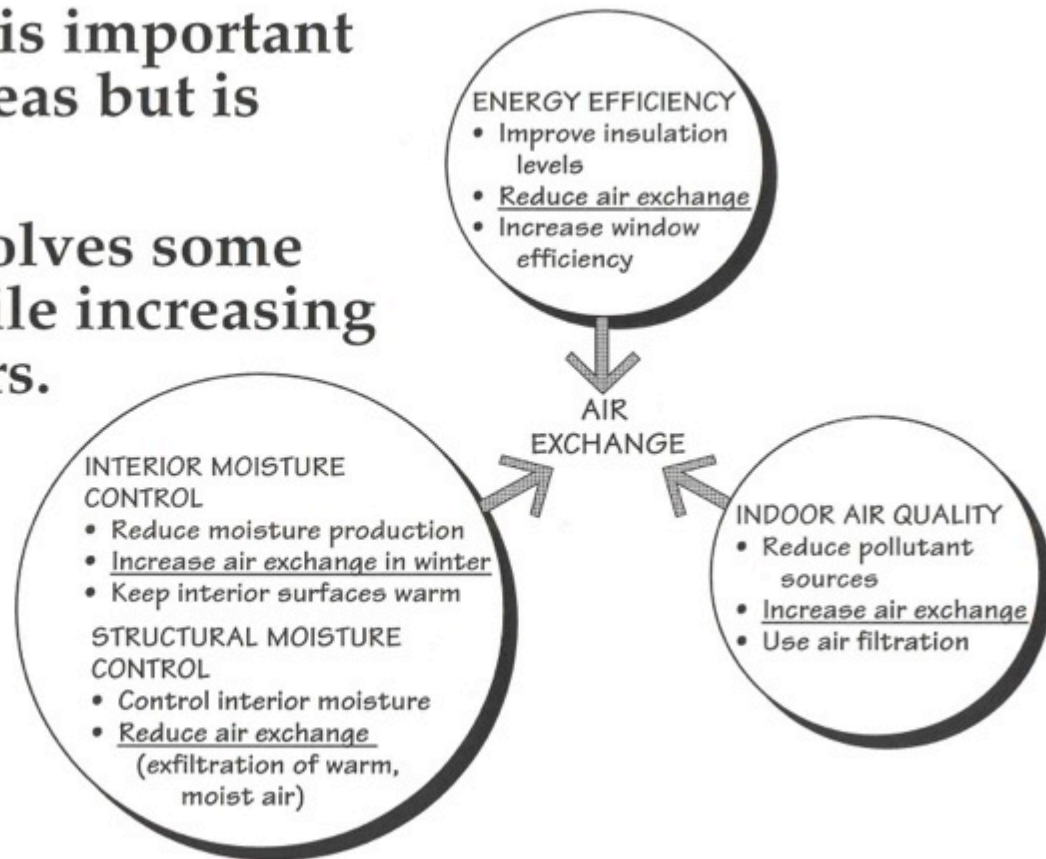 is important
eas but is
olves some
ile increasing
rs.
ENERGY EFFICIENCY
• Improve insulation
levels
• Reduce air exchange
• Increase window
efficiency
AIR
EXCHANGE
INTERIOR MOISTURE
CONTROL
• Reduce moisture production
• Increase air exchange in winter
• Keep interior surfaces warm
STRUCTURAL MOISTURE
CONTROL
• Control interior moisture
• Reduce air exchange
(exfiltration of warm,
moist air)
INDOOR AIR QUALITY
• Reduce pollutant
sources
• Increase air exchange
• Use air filtration